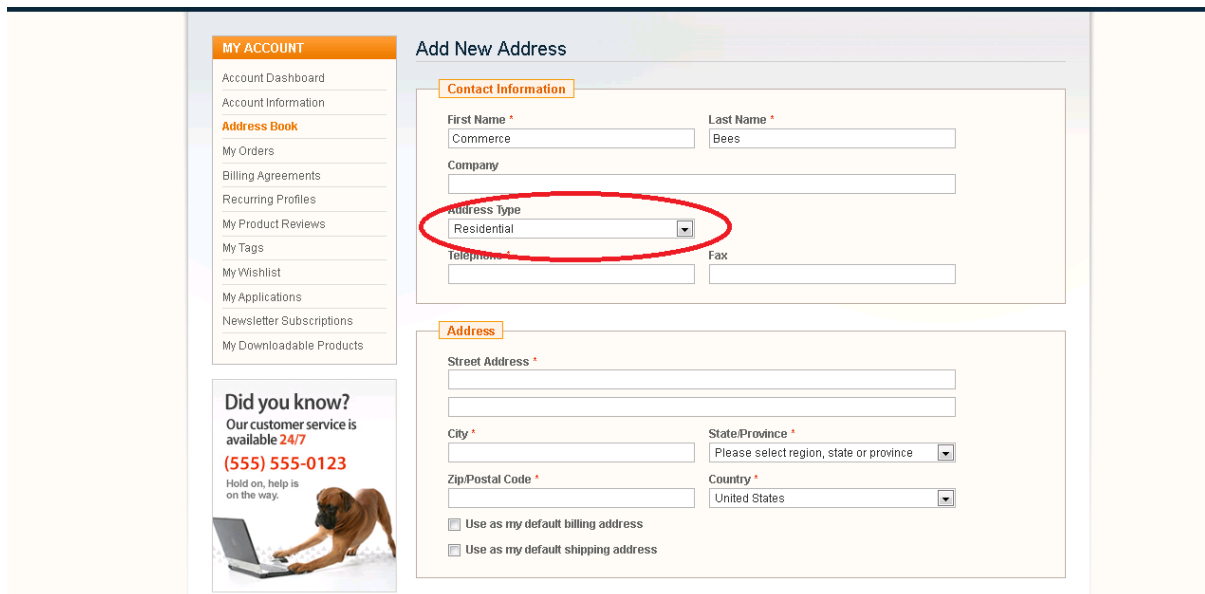 MY ACCOUNT
Account Dashboard
Account Information
Address Book
My Orders
Billing Agreements
Recurring Profiles
My Product Reviews
My Tags
My Wishlist
My Applications
Newsletter Subscriptions
My Downloadable Products
Did you know?
Our customer service is
available 24/7
(555) 555-0123
Hold on, help is
on the way.
Add New Address
Contact Information
First Name * Last Name *
Commerce Bees
Company
Address Type
Residential
Telephone * Fax
Address
Street Address *
City * State/Province *
Please select region, state or province
Zip/Postal Code * Country *
United States
Use as my default billing address
Use as my default shipping address